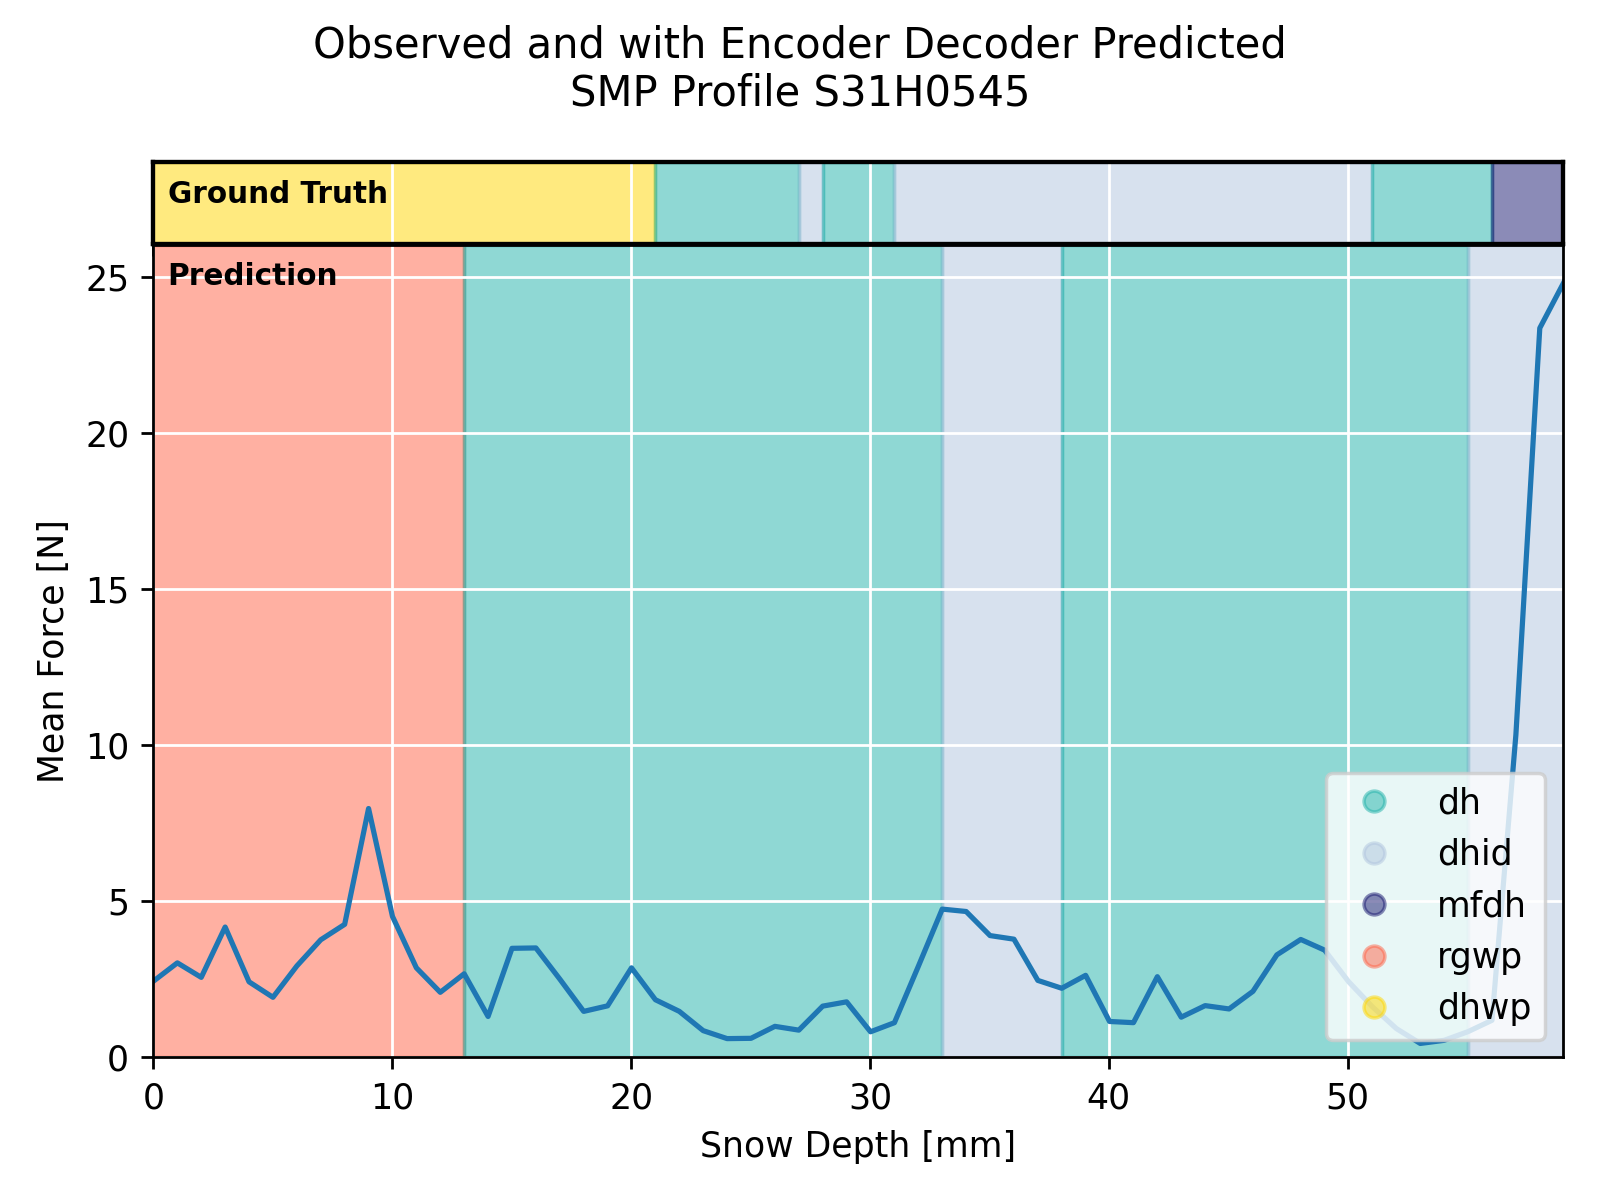 Observed and with Encoder Decoder Predicted
SMP Profile S31H0545
Ground Truth
Prediction
25
20
15
10
5
0
Mean Force [N]
dh
dhid
mfdh
rgwp
dhwp
0 10 20 30 40 50
Snow Depth [mm]